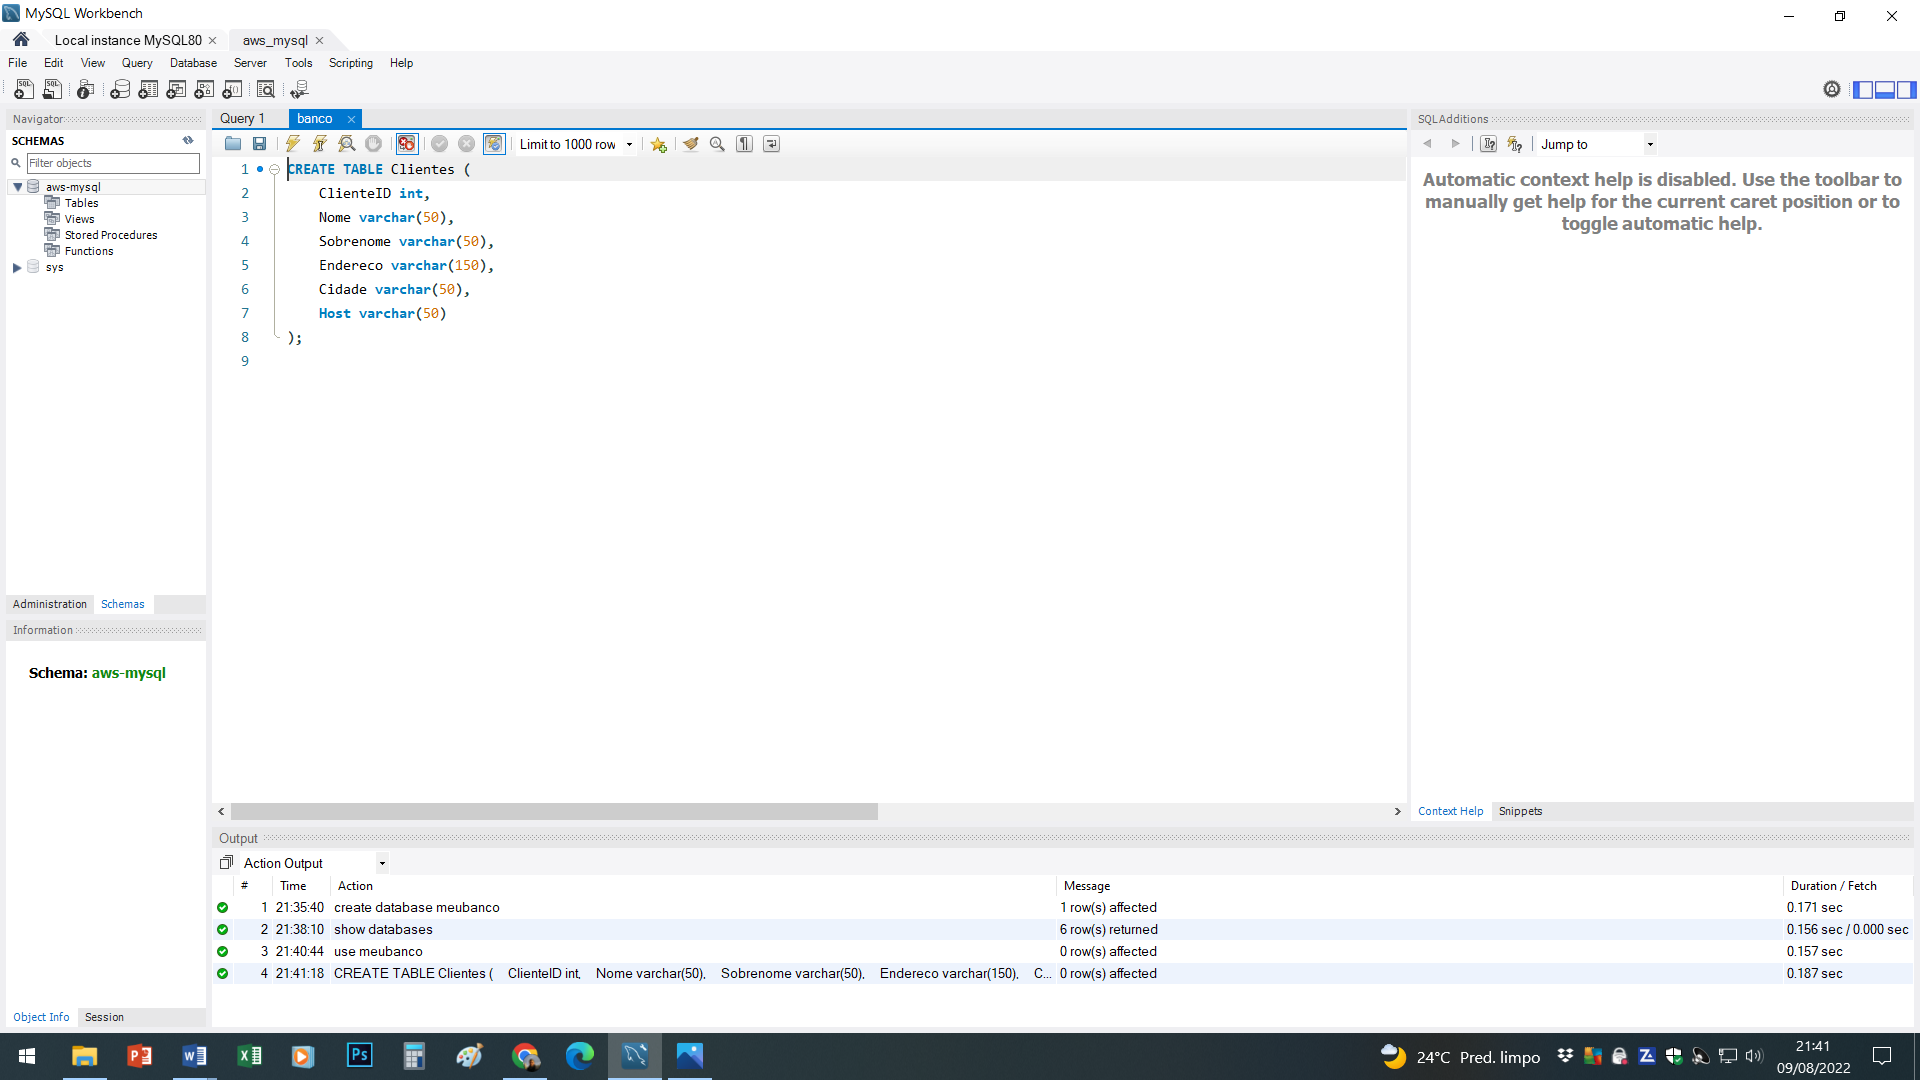 MySQL Workbench
Local instance MySQL80
aws_mysql
File Edit View Query Database Server Tools Scripting Help
Navigator
SCHEMAS
Filter objects
aws-mysql
Tables
Views
Stored Procedures
Functions
sys
Administration Schemas
Information
Schema: aws-mysql
Object Info Session
Query 1 banco
Limit to 1000 row
1 CREATE TABLE Clientes (
2 ClienteID int,
3 Nome varchar(50),
4 Sobrenome varchar(50),
5 Endereco varchar(150),
6 Cidade varchar(50),
7 Host varchar(50)
8 );
9
SQLAdditions
Jump to
Automatic context help is disabled. Use the toolbar to
manually get help for the current caret position or to
toggle automatic help.
Context Help Snippets
Output
Action Output
# Time Action Message Duration / Fetch
1 21:35:40 create database meubanco 1 row(s) affected 0.171 sec
2 21:38:10 show databases 6 row(s) returned 0.156 sec / 0.000 sec
3 21:40:44 use meubanco 0 row(s) affected 0.157 sec
4 21:41:18 CREATE TABLE Clientes ( ClienteID int, Nome varchar(50), Sobrenome varchar(50), Endereco varchar(150), C... 0 row(s) affected 0.187 sec
24°C Pred. limpo
21:41
09/08/2022